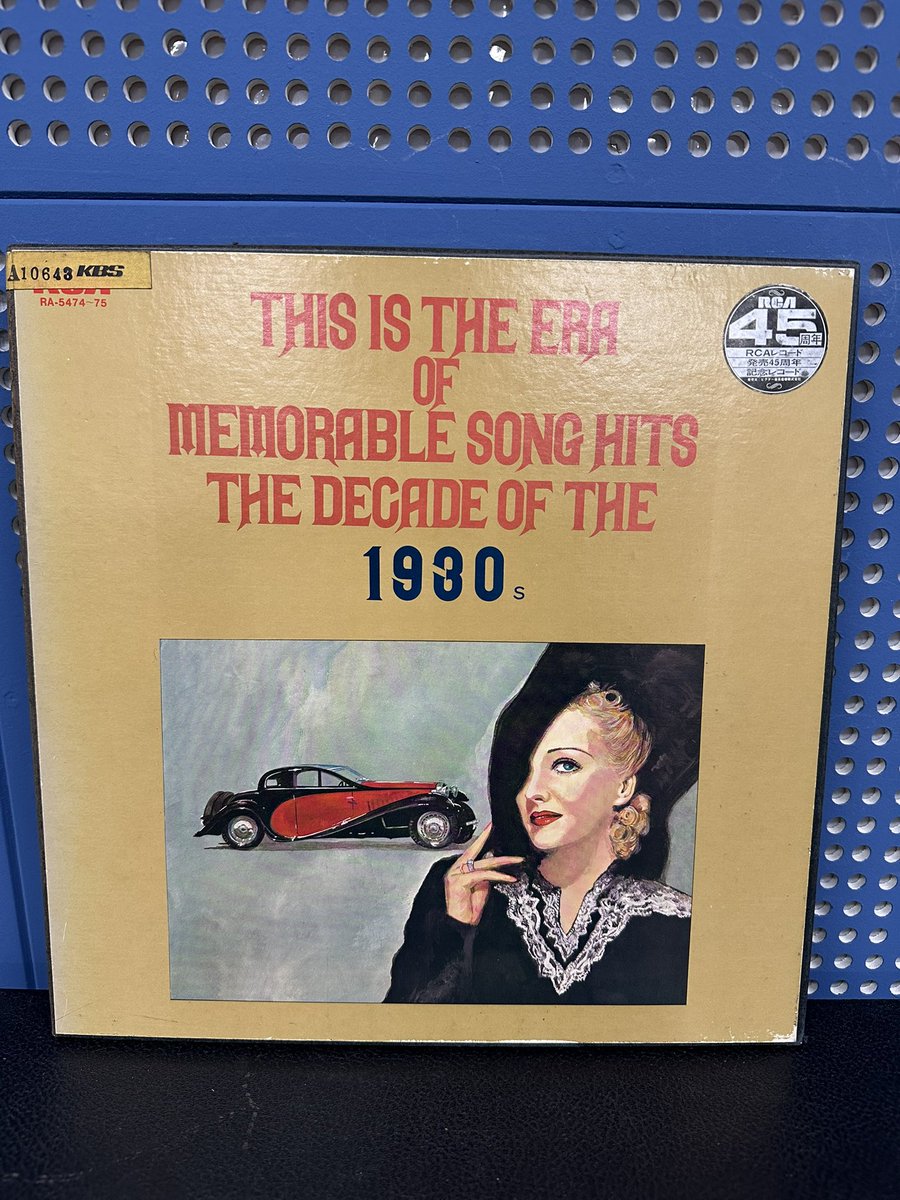 A10643 KBS
RCA
RA-5474~75
THIS IS THE ERA
OF
MEMORABLE SONG HITS
THE DECADE OF THE
1930s
RCA
45周年
RCAレコード
発売45周年
記念レコード